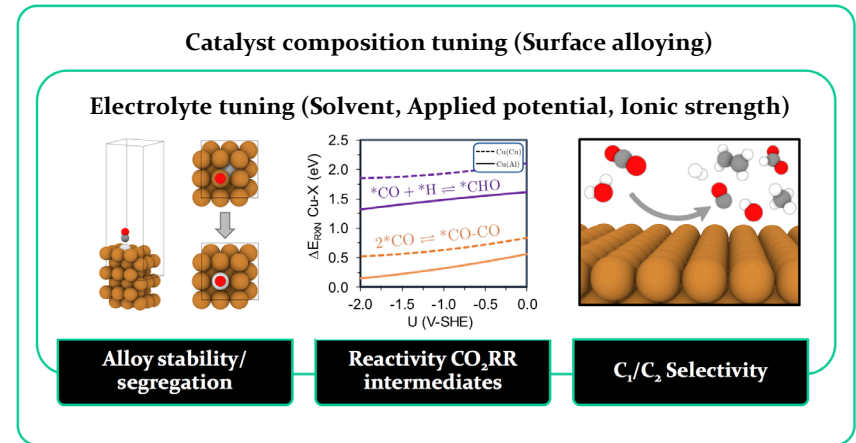 Catalyst composition tuning (Surface alloying)
Electrolyte tuning (Solvent, Applied potential, Ionic strength)
ΔE_RXN Cu-X (eV)
2.5
2.0
1.5
1.0
0.5
0.0
Cu(Cu)
Cu(Al)
*CO + *H ⇌ *CHO
2*CO ⇌ *CO-CO
-2.0 -1.5 -1.0 -0.5 0.0
U (V-SHE)
Alloy stability/
segregation
Reactivity CO₂RR
intermediates
C₁/C₂ Selectivity